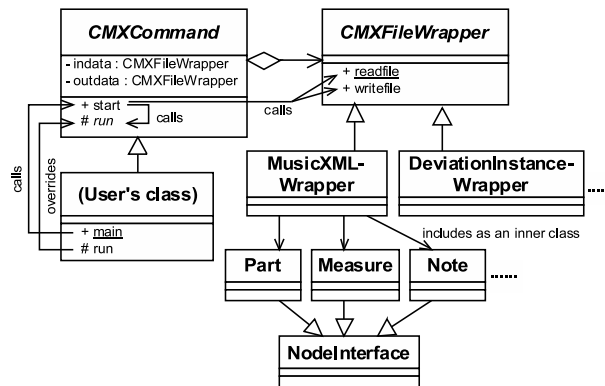 CMXCommand
- indata : CMXFileWrapper
- outdata : CMXFileWrapper
+ start
# run
calls
CMXFileWrapper
+ readfile
+ writefile
calls
calls
overrides
(User's class)
+ main
# run
MusicXML-
Wrapper
DeviationInstance-
Wrapper
....
includes as an inner class
Part
Measure
Note
......
NodeInterface